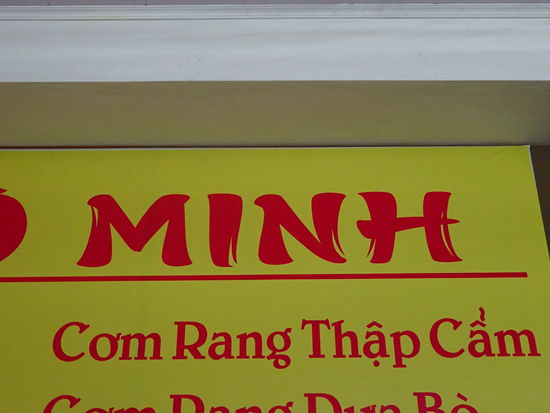 MINH
Cơm Rang Thập Cẩm
Cơm Rang Dưa Bò